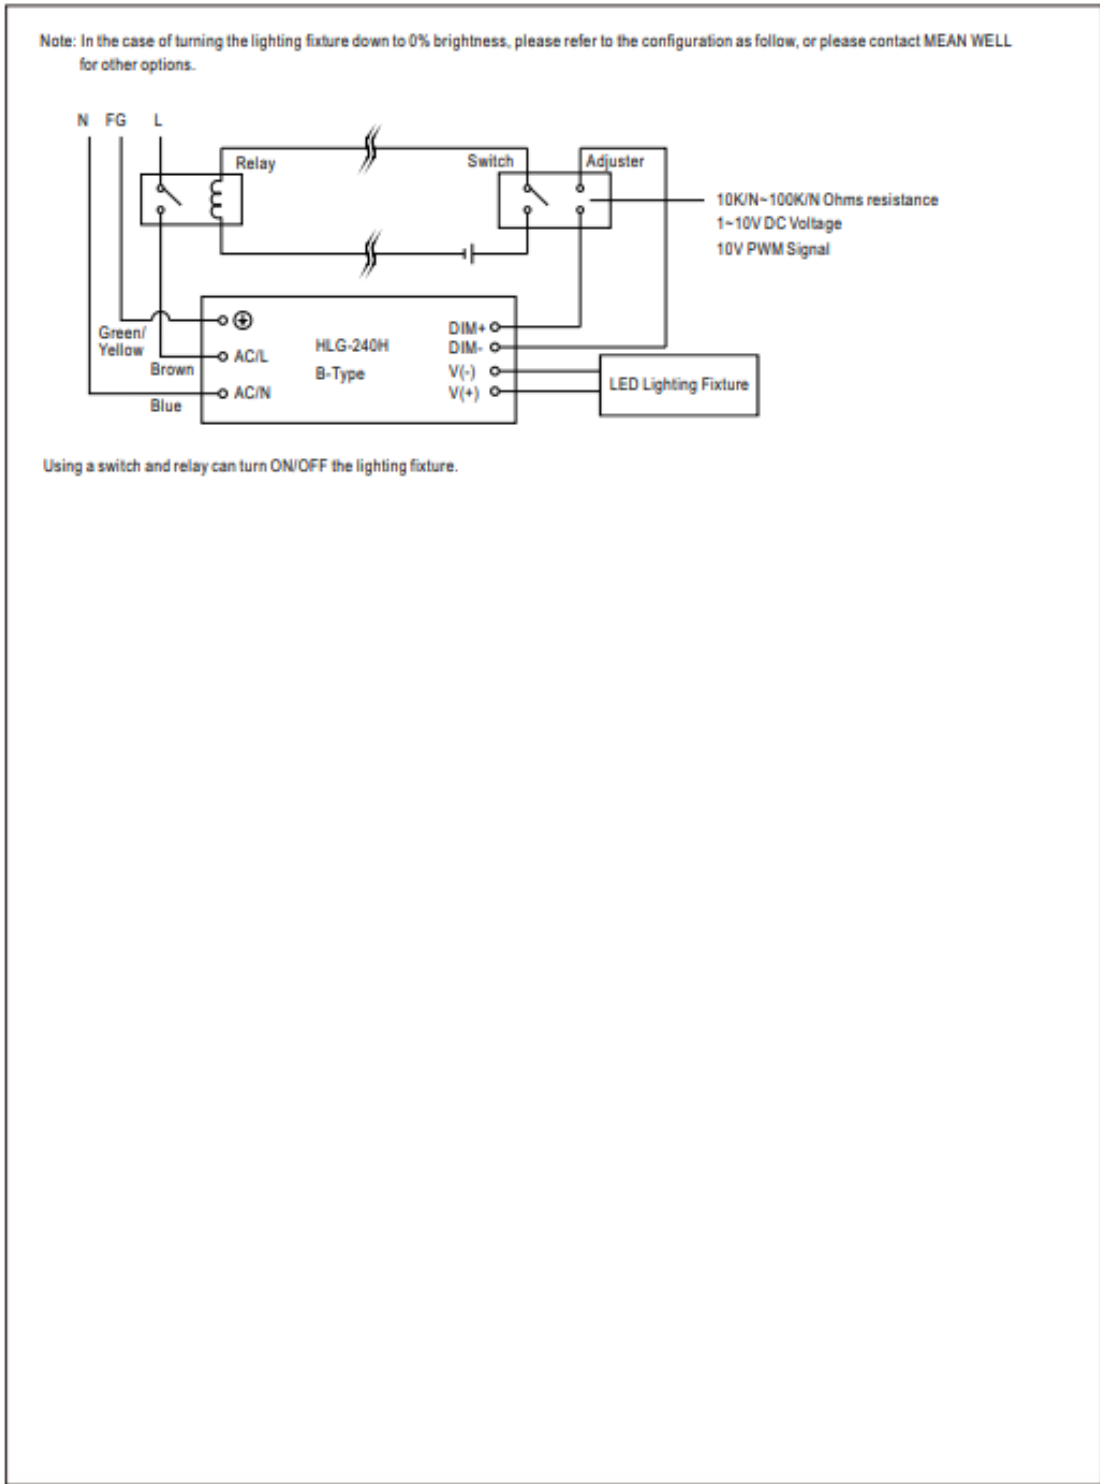 Note: In the case of turning the lighting fixture down to 0% brightness, please refer to the configuration as follow, or please contact MEAN WELL
for other options.
N FG L
Relay
Switch
Adjuster
10K/N~100K/N Ohms resistance
1~10V DC Voltage
10V PWM Signal
Green/
Yellow
Brown
Blue
AC/L
AC/N
HLG-240H
B-Type
DIM+
DIM-
V(-)
V(+)
LED Lighting Fixture
Using a switch and relay can turn ON/OFF the lighting fixture.